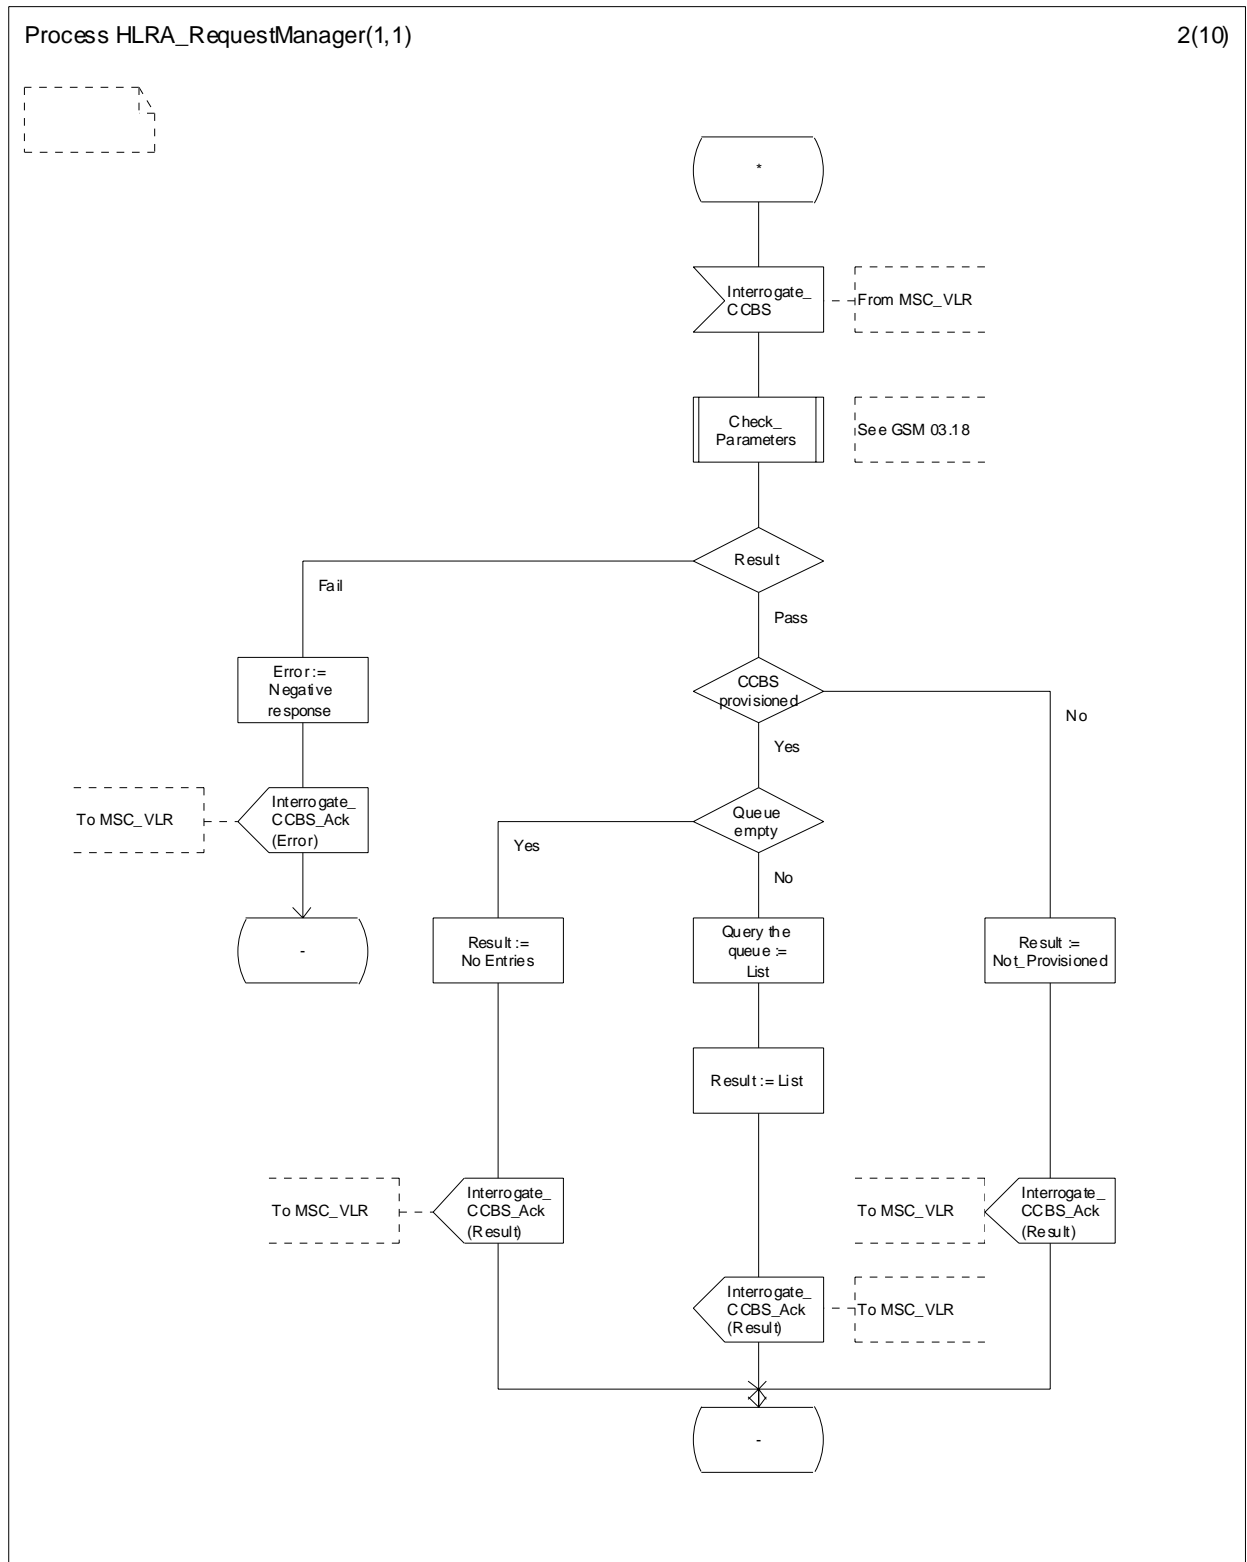 Process HLRA_RequestManager(1,1)
2(10)
*
Interrogate_
CCBS
From MSC_VLR
Check_
Parameters
See GSM 03.18
Result
Fail
Pass
Error :=
Negative
response
CCBS
provisioned
No
Yes
To MSC_VLR
Interrogate_
CCBS_Ack
(Error)
Queue
empty
Yes
No
-
Result :=
No Entries
Query the
queue :=
List
Result :=
Not_Provisioned
Result := List
To MSC_VLR
Interrogate_
CCBS_Ack
(Result)
To MSC_VLR
Interrogate_
CCBS_Ack
(Result)
Interrogate_
CCBS_Ack
(Result)
To MSC_VLR
-